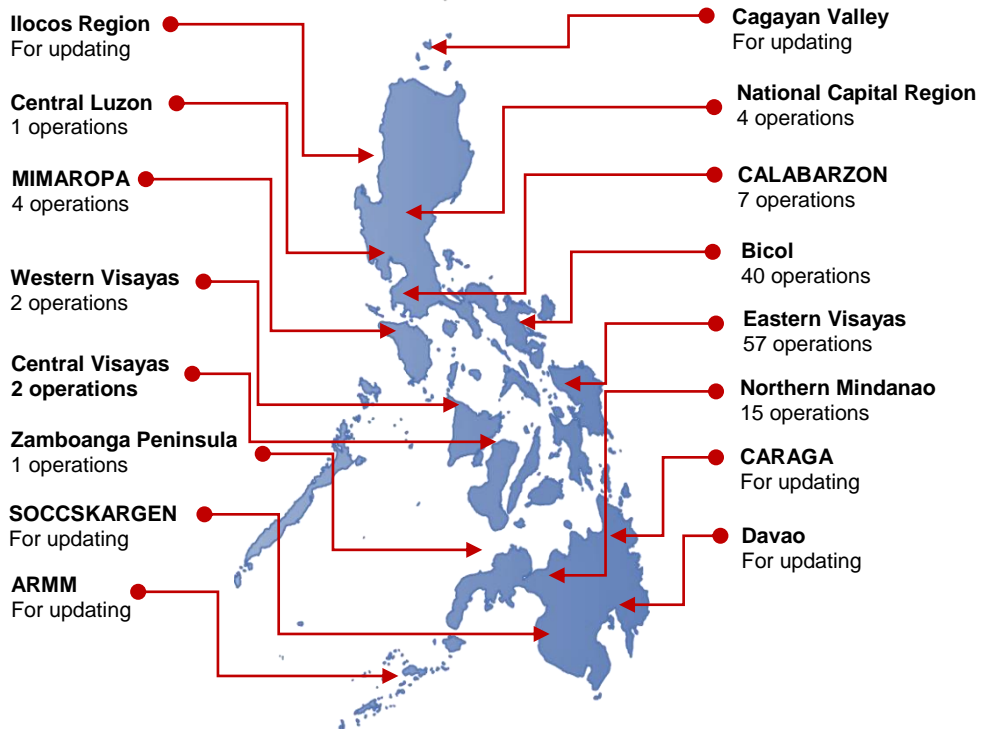 Ilocos Region
For updating
Central Luzon
1 operations
MIMAROPA
4 operations
Western Visayas
2 operations
Central Visayas
2 operations
Zamboanga Peninsula
1 operations
SOCCSKARGEN
For updating
ARMM
For updating
Cagayan Valley
For updating
National Capital Region
4 operations
CALABARZON
7 operations
Bicol
40 operations
Eastern Visayas
57 operations
Northern Mindanao
15 operations
CARAGA
For updating
Davao
For updating